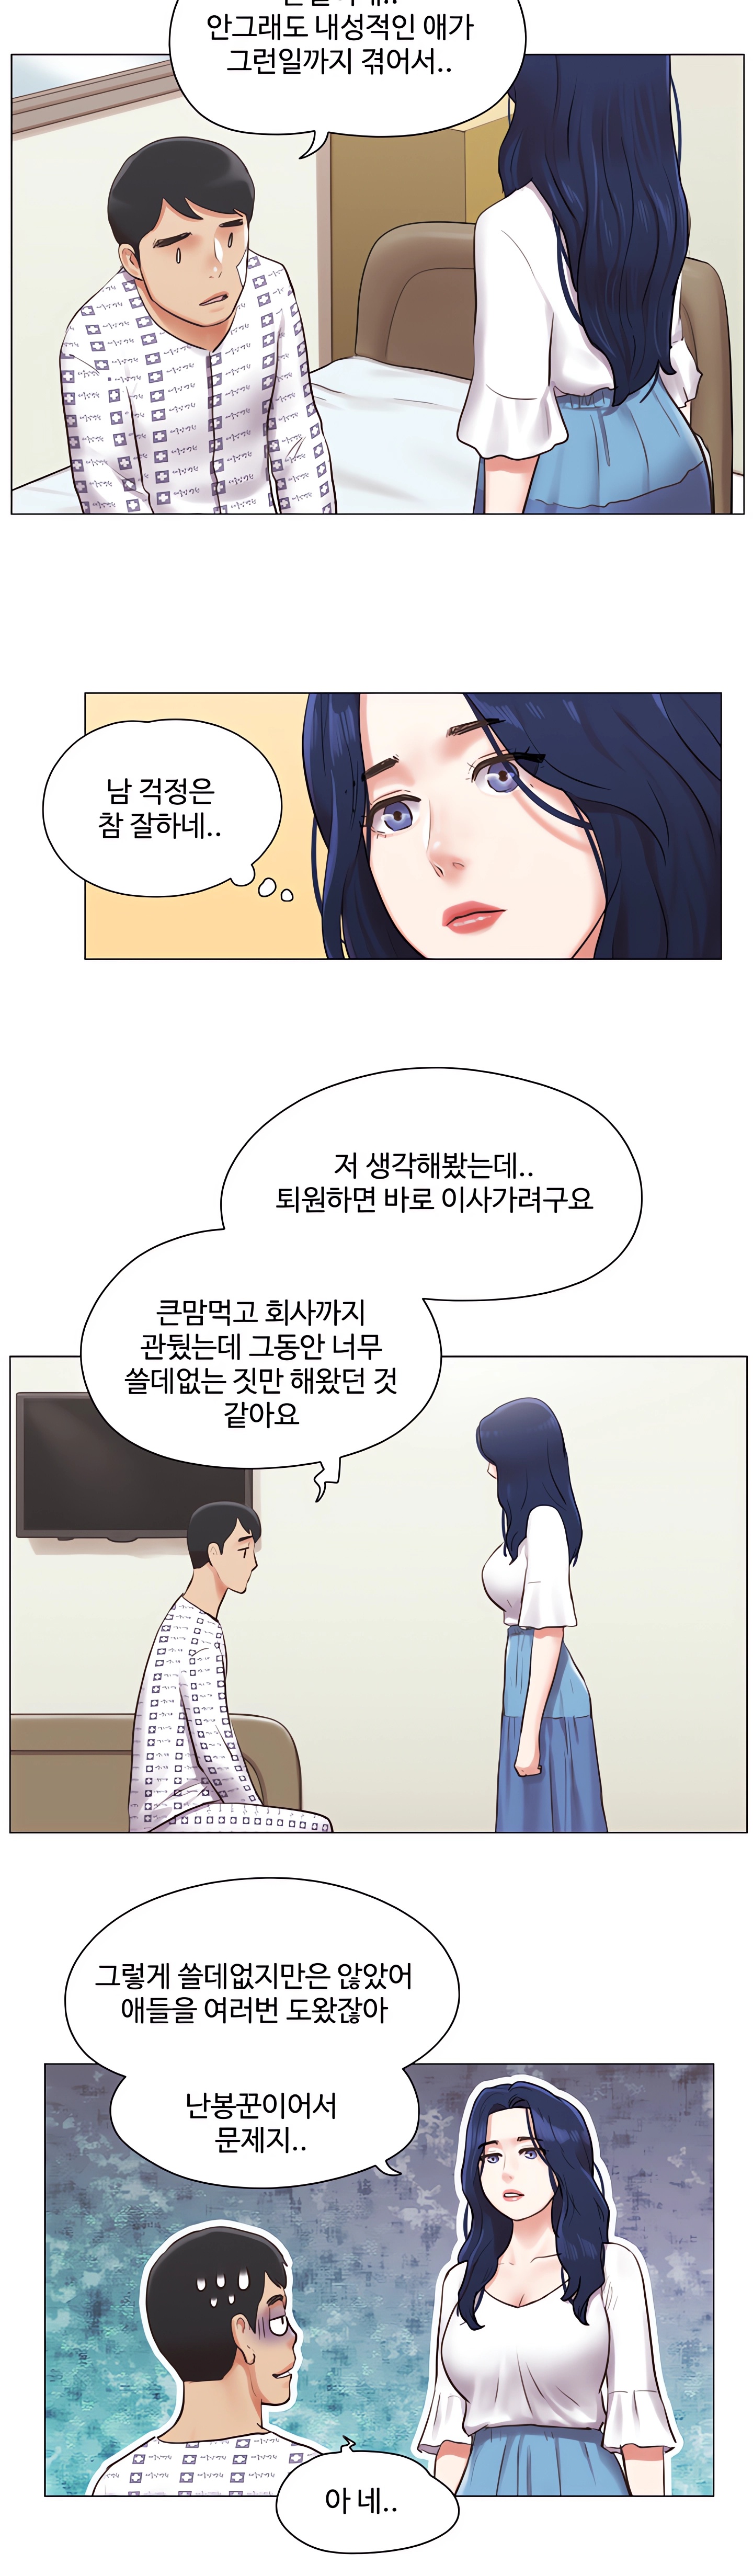 안그래도 내성적인 애가
그런일까지 겪어서..
남 걱정은
참 잘하네..
저 생각해봤는데..
퇴원하면 바로 이사가려구요
큰맘먹고 회사까지
관뒀는데 그동안 너무
쓸데없는 짓만 해왔던 것
같아요
그렇게 쓸데없지만은 않았어
애들을 여러번 도왔잖아
난봉꾼이어서
문제지..
아 네..